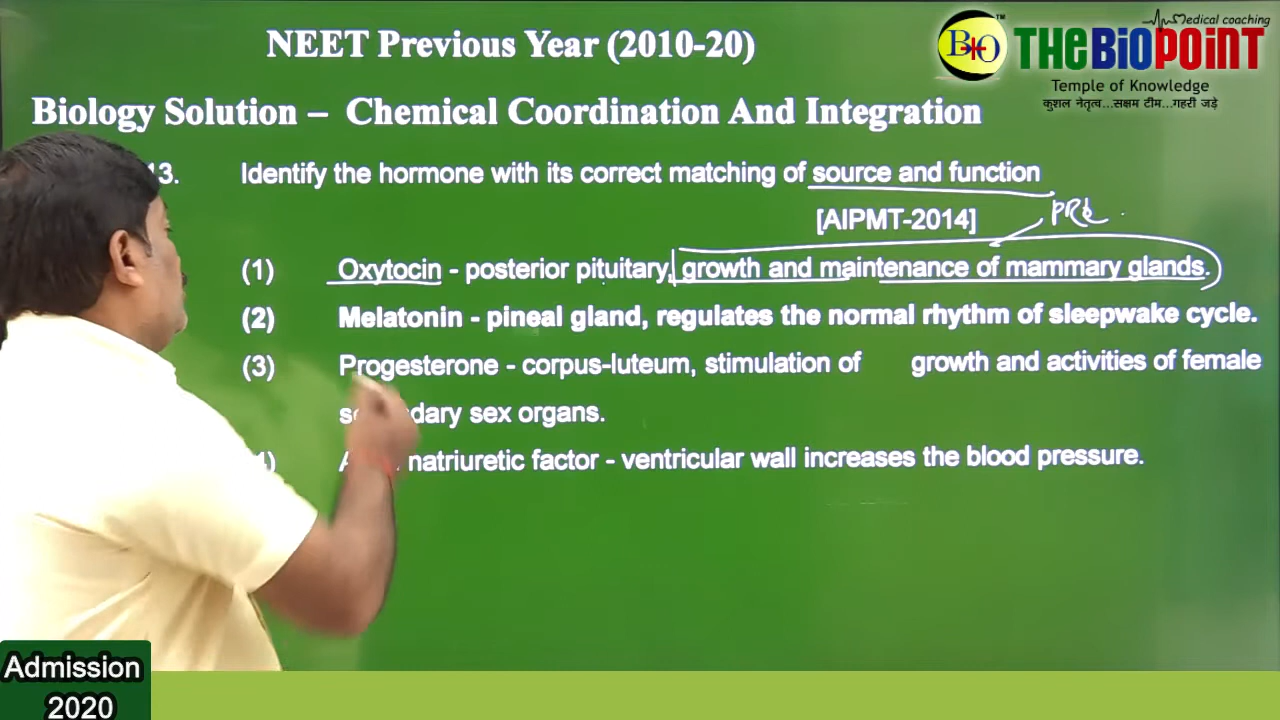 NEET Previous Year (2010-20)
Medical coaching
BIO
THEBIOPOINT
TM
Temple of Knowledge
कुशल नेतृत्व...सक्षम टीम...गहरी जड़े
Biology Solution – Chemical Coordination And Integration
13. Identify the hormone with its correct matching of source and function
[AIPMT-2014] PRL
(1) Oxytocin - posterior pituitary, growth and maintenance of mammary glands.
(2) Melatonin - pineal gland, regulates the normal rhythm of sleepwake cycle.
(3) Progesterone - corpus-luteum, stimulation of growth and activities of female
sex organs.
natriuretic factor - ventricular wall increases the blood pressure.
Admission
2020